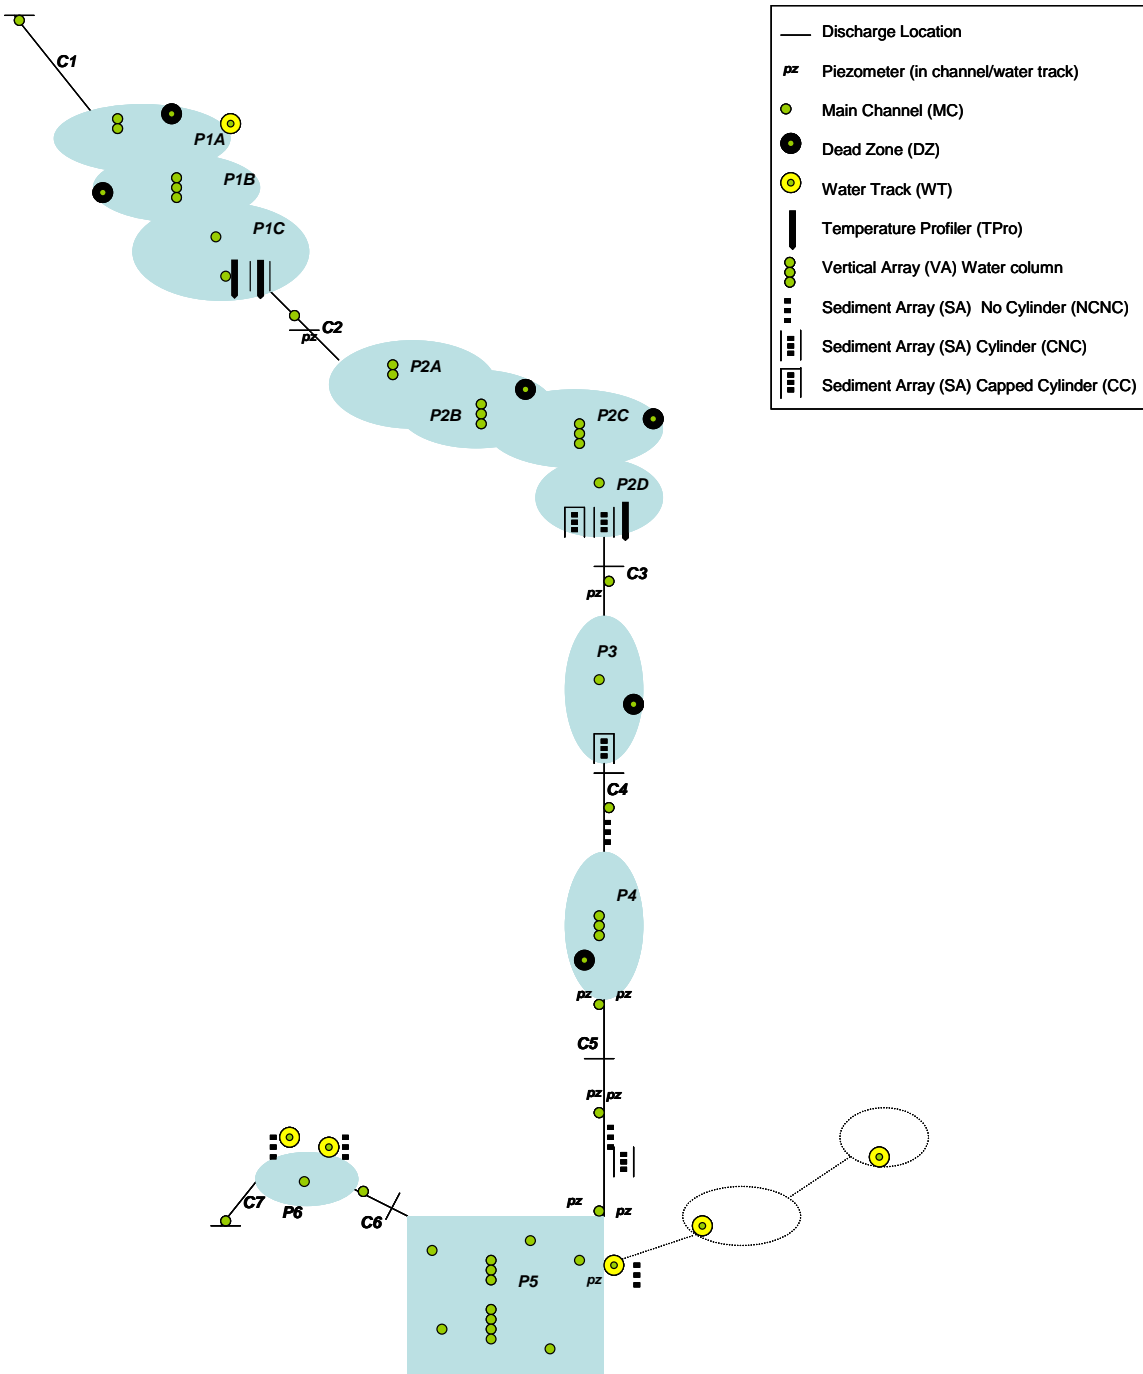 C1
P1A
P1B
P1C
C2
pz
P2A
P2B
P2C
P2D
C3
pz
P3
C4
P4
pz pz
C5
pz pz
pz pz
C7
P6
C6
P5
pz
Discharge Location
pz Piezometer (in channel/water track)
Main Channel (MC)
Dead Zone (DZ)
Water Track (WT)
Temperature Profiler (TPro)
Vertical Array (VA) Water column
Sediment Array (SA) No Cylinder (NCNC)
Sediment Array (SA) Cylinder (CNC)
Sediment Array (SA) Capped Cylinder (CC)